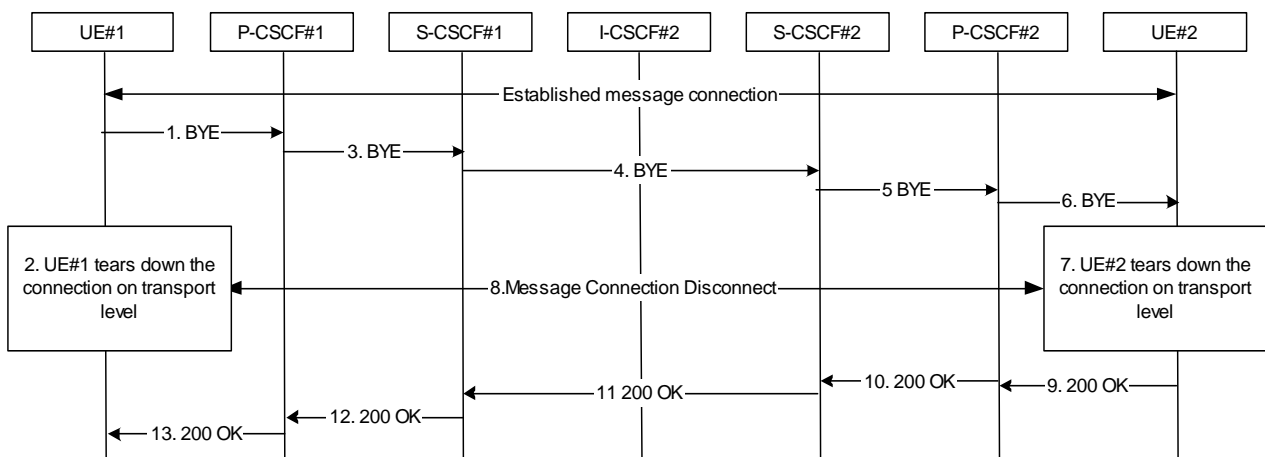 UE#1
P-CSCF#1
S-CSCF#1
I-CSCF#2
S-CSCF#2
P-CSCF#2
UE#2
Established message connection
1. BYE
3. BYE
4. BYE
5 BYE
6. BYE
2. UE#1 tears down the
connection on transport
level
8.Message Connection Disconnect
7. UE#2 tears down the
connection on transport
level
9. 200 OK
10. 200 OK
11 200 OK
12. 200 OK
13. 200 OK